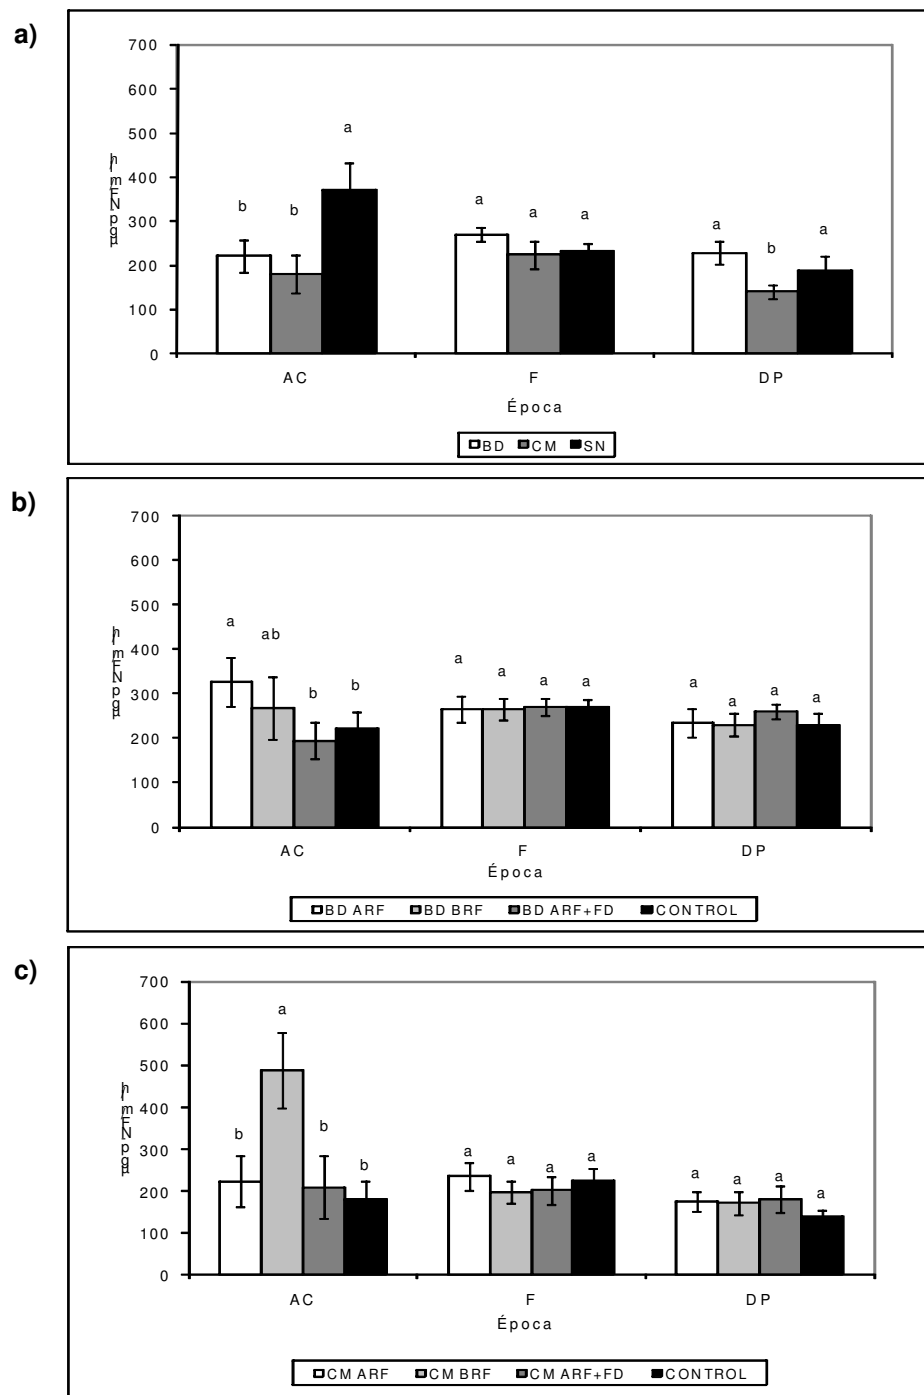 a)
700
600
500
400
300
200
100
0
a
b b
a a a
a b a
AC F DP
Época
BD CM SN
b)
700
600
500
400
300
200
100
0
a ab b b
a a a a
a a a a
AC F DP
Época
BD ARF BD BRF BD ARF+FD CONTROL
c)
700
600
500
400
300
200
100
0
b a b b
a a a a
a a a a
AC F DP
Época
CM ARF CM BRF CM ARF+FD CONTROL